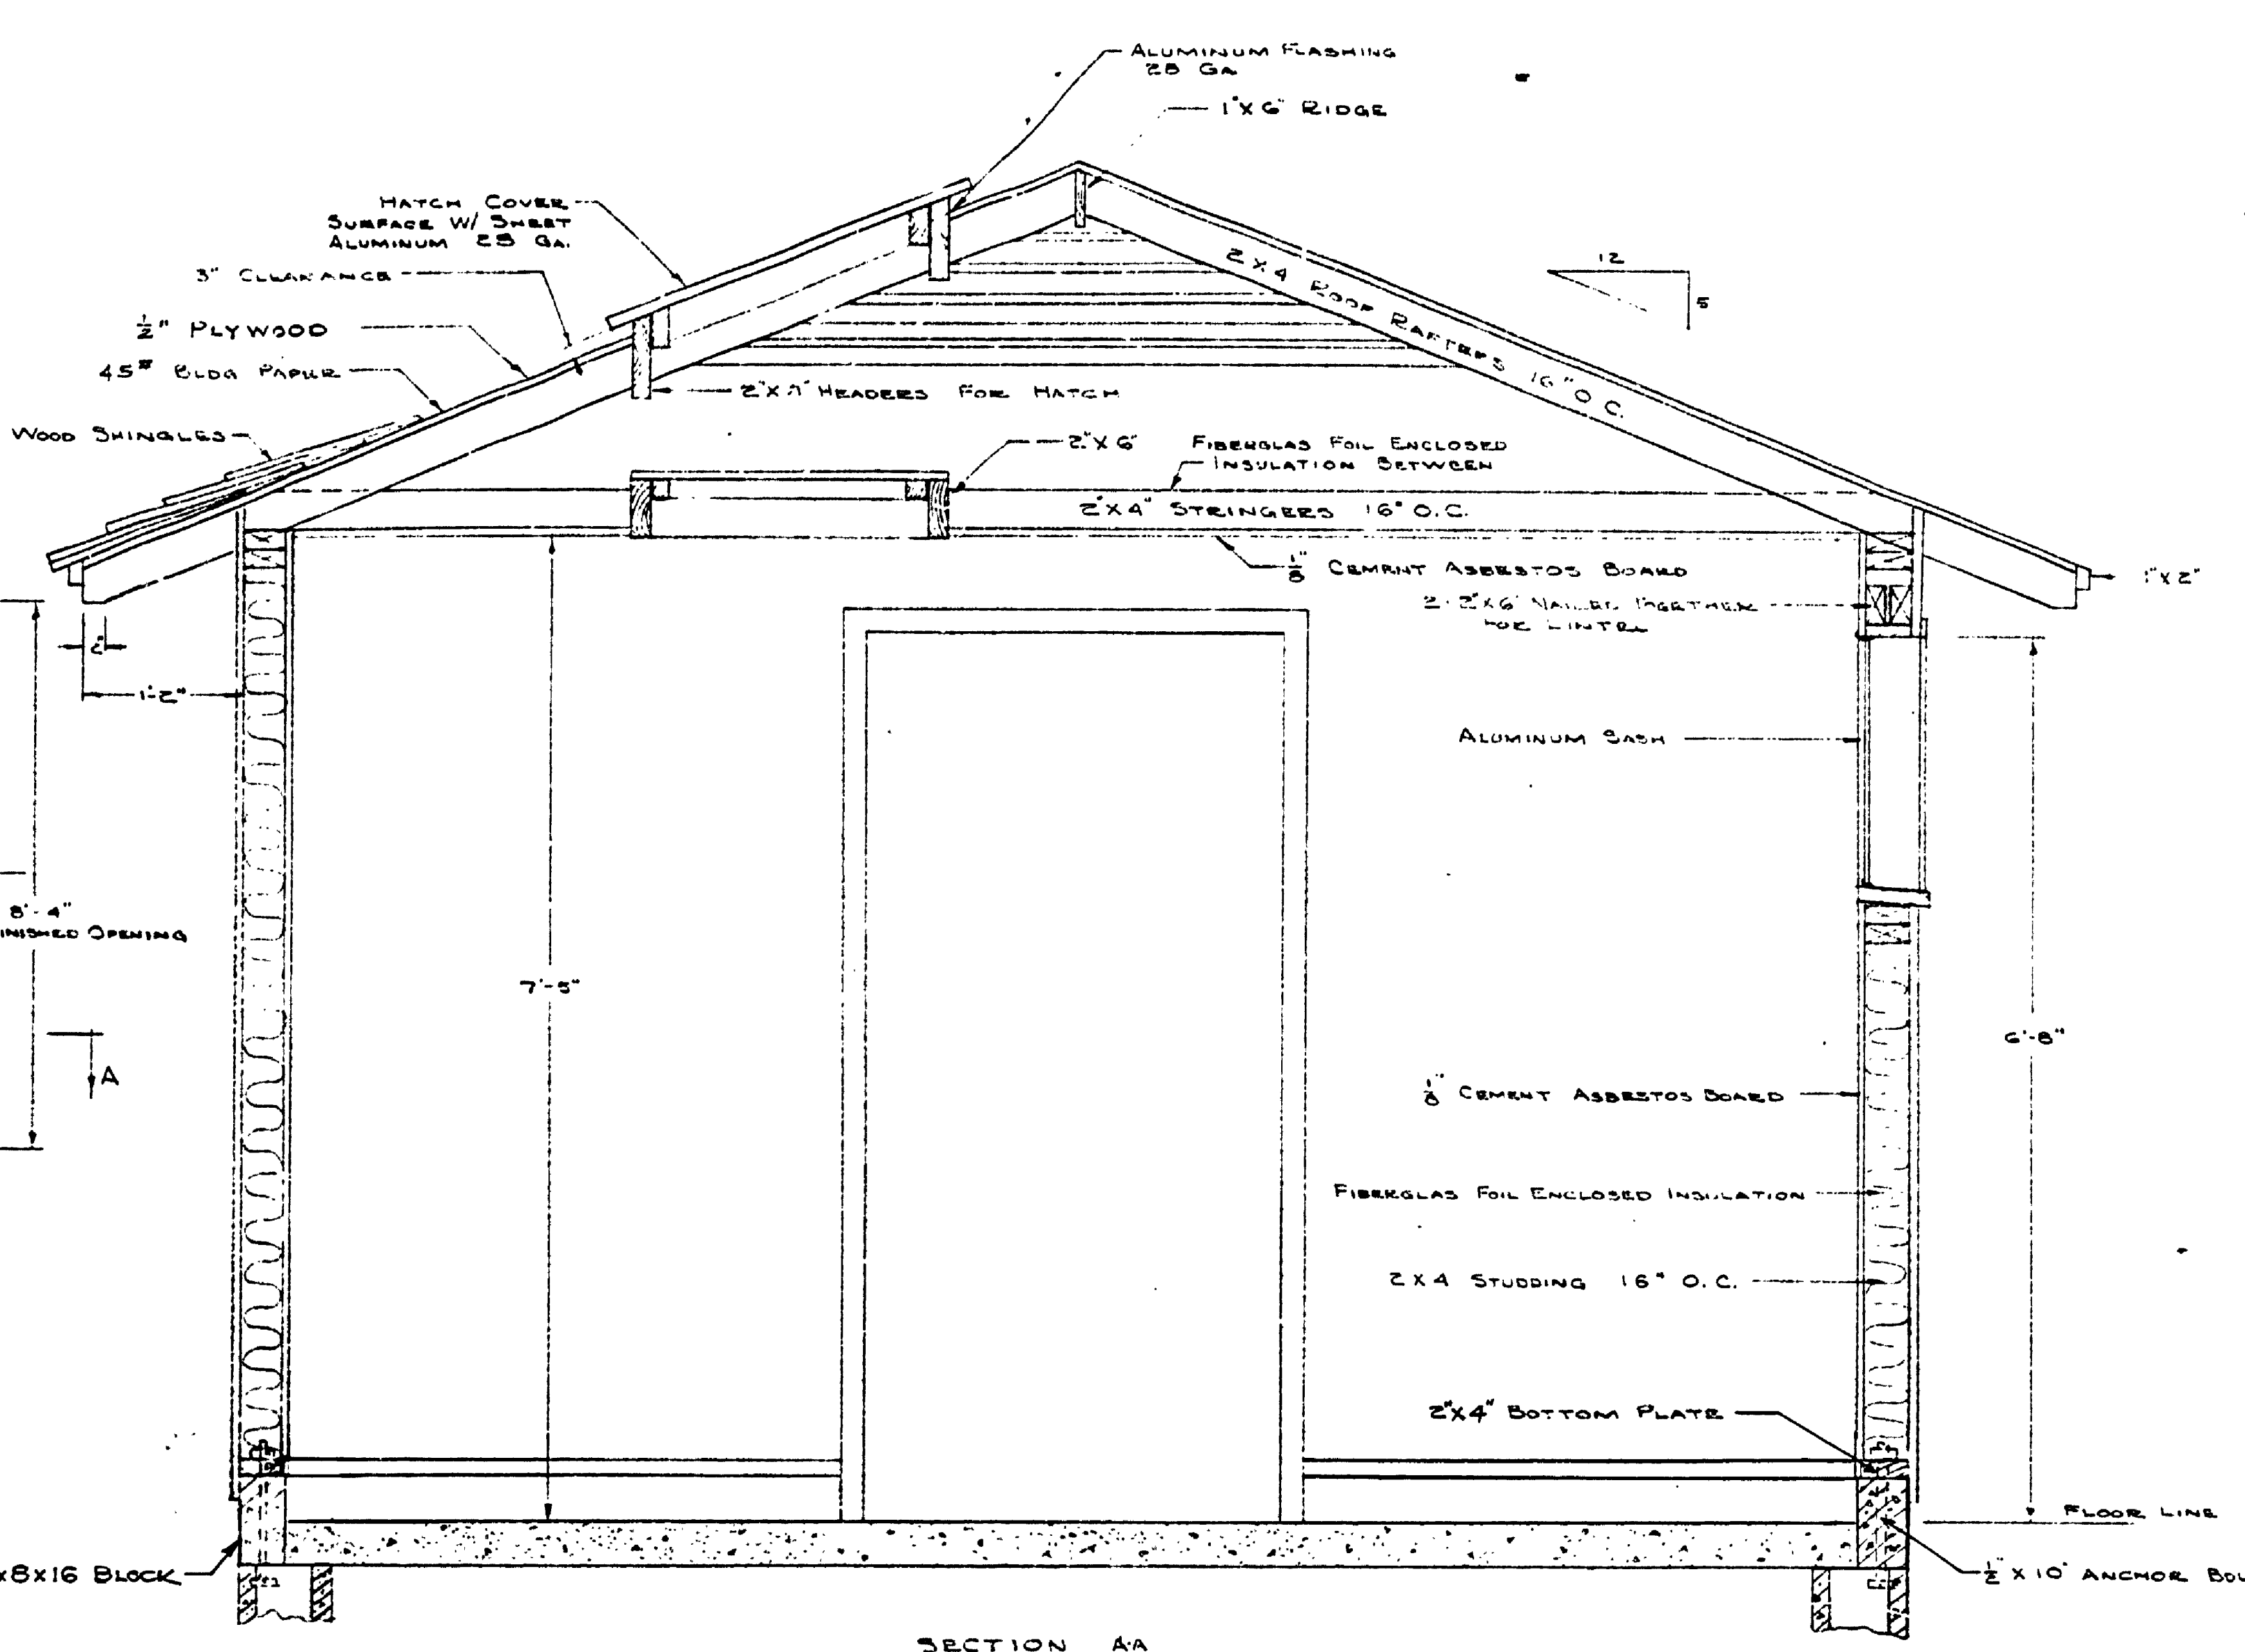 ALUMINUM FLASHING
28 GA
1"X6" RIDGE
HATCH COVER
SURFACE W/ SHEET
ALUMINUM 28 GA.
3" CLEARANCE
½" PLYWOOD
45# BLDG PAPER
WOOD SHINGLES
12
5
2X4 ROOF RAFTERS 16" O.C.
HEADERS FOR HATCH
2"X6"
FIBERGLAS FOIL ENCLOSED
INSULATION BETWEEN
2"X4" STRINGERS 16" O.C.
⅛" CEMENT ASBESTOS BOARD
1"X2"
2-2"X6" NAILED TOGETHER
FOR LINTEL
2"
1'-2"
ALUMINUM SASH
8'-4"
INISHED OPENING
7'-5"
6'-8"
A
⅛" CEMENT ASBESTOS BOARD
FIBERGLAS FOIL ENCLOSED INSULATION
2X4 STUDDING 16" O.C.
2"X4" BOTTOM PLATE
FLOOR LINE
x8x16 BLOCK
½" X 10" ANCHOR BOL
SECTION A-A